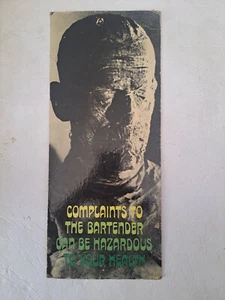 COMPLAINTS TO
THE BARTENDER
CAN BE HAZARDOUS
TO YOUR HEALTH